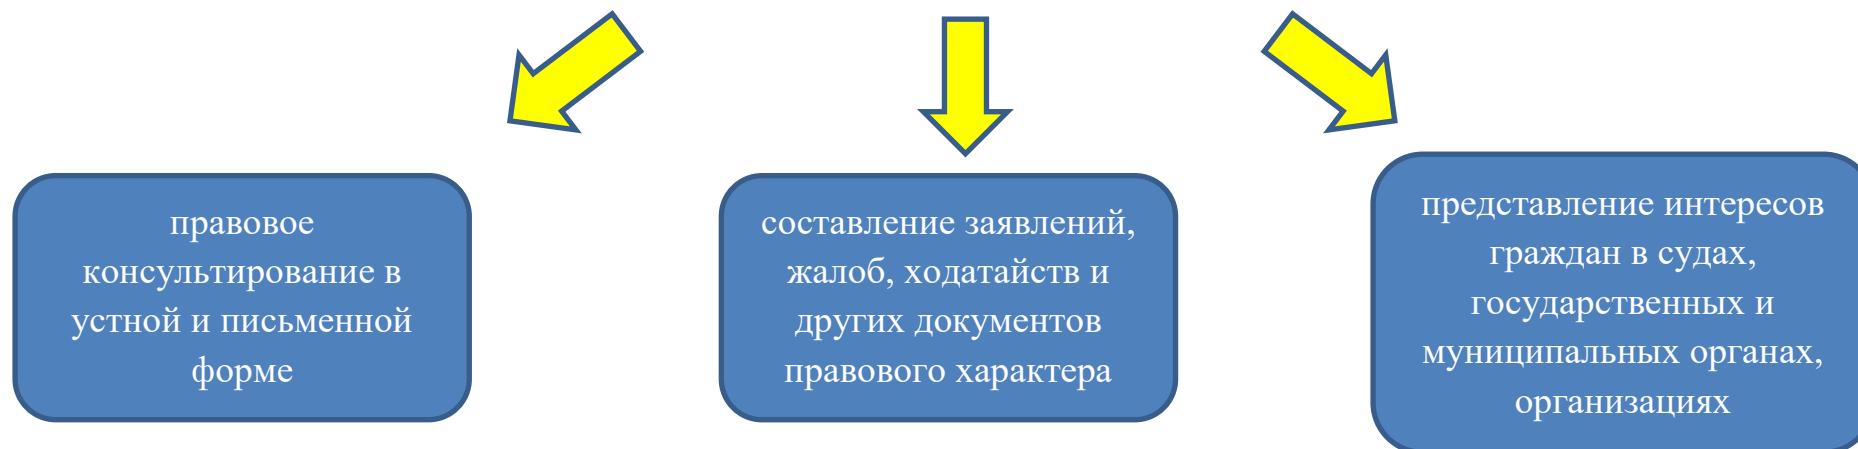 правовое
консультирование в
устной и письменной
форме
составление заявлений,
жалоб, ходатайств и
других документов
правового характера
представление интересов
граждан в судах,
государственных и
муниципальных органах,
организациях